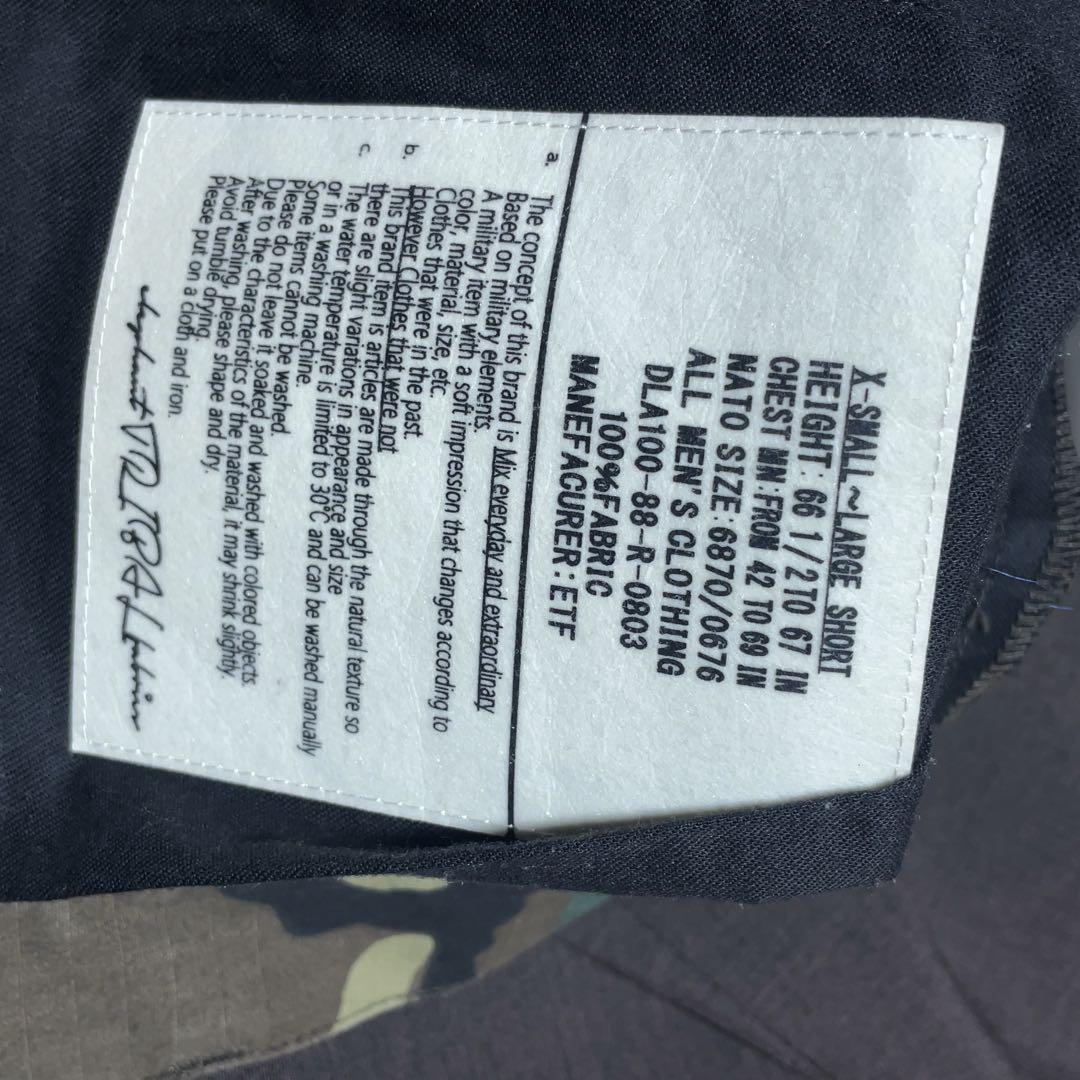 X-SMALL~LARGE SHORT
HEIGHT: 66 1/2 TO 67 IN
CHEST NN:FRON 42 TO 69 IN
NATO SIZE:6870/0676
ALL MEN'S CLOTHING
DLA100-88-R-0803
100%FABRIC
MANEFACURER:ETF
a. The concept of this brand is Mix everyday and extraordinary
Based on military elements.
A military item with a soft impression that changes according to
color, material, size, etc.
Clothes that were in the past.
b. However Clothes that were not
This brand item is articles are made through the natural texture so
there are slight variations in appearance and size
c. The water temperature is limited to 30°C and can be washed manually
or in a washing machine.
Some items cannot be washed.
Please do not leave it soaked and washed with colored objects.
Due to the characteristics of the material, it may shrink slightly.
After washing, please shape and dry.
Avoid tumble drying.
Please put on a cloth and iron.
TRIBAL